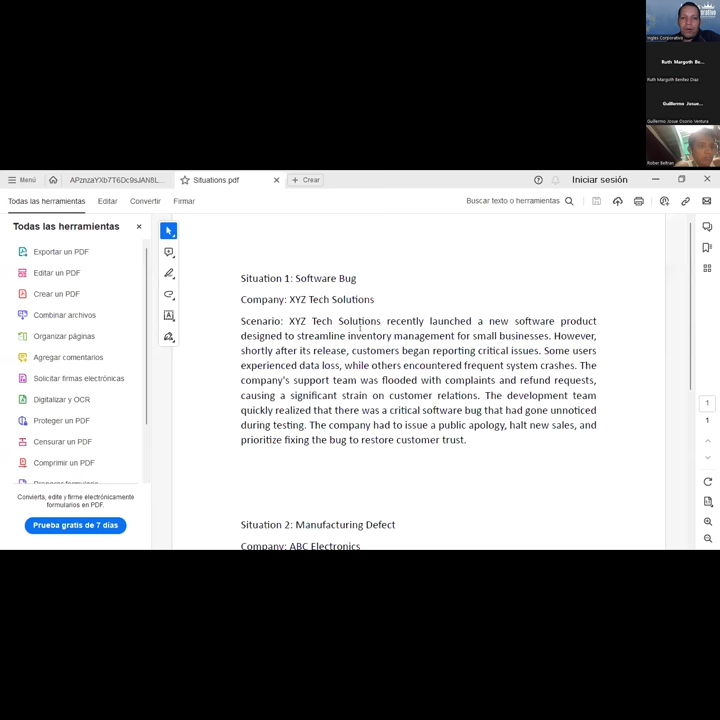 Ingles Corporativo
Ruth Margoth Be...
Ruth Margoth Benitez Diaz
Guillermo Josue...
Guillermo Josue Osorio Ventura
Rober Beltran
Menú
APznzaYXb7T6Dc9sJAN8L...
Situations.pdf
Crear
Iniciar sesión
Todas las herramientas
Editar
Convertir
Firmar
Buscar texto o herramientas
Todas las herramientas
Exportar un PDF
Editar un PDF
Crear un PDF
Combinar archivos
Organizar páginas
Agregar comentarios
Solicitar firmas electrónicas
Digitalizar y OCR
Proteger un PDF
Censurar un PDF
Comprimir un PDF
Convierta, edite y firme electrónicamente
formularios en PDF.
Prueba gratis de 7 días
Situation 1: Software Bug
Company: XYZ Tech Solutions
Scenario: XYZ Tech Solutions recently launched a new software product
designed to streamline inventory management for small businesses. However,
shortly after its release, customers began reporting critical issues. Some users
experienced data loss, while others encountered frequent system crashes. The
company's support team was flooded with complaints and refund requests,
causing a significant strain on customer relations. The development team
quickly realized that there was a critical software bug that had gone unnoticed
during testing. The company had to issue a public apology, halt new sales, and
prioritize fixing the bug to restore customer trust.
Situation 2: Manufacturing Defect
Company: ABC Electronics
1
1